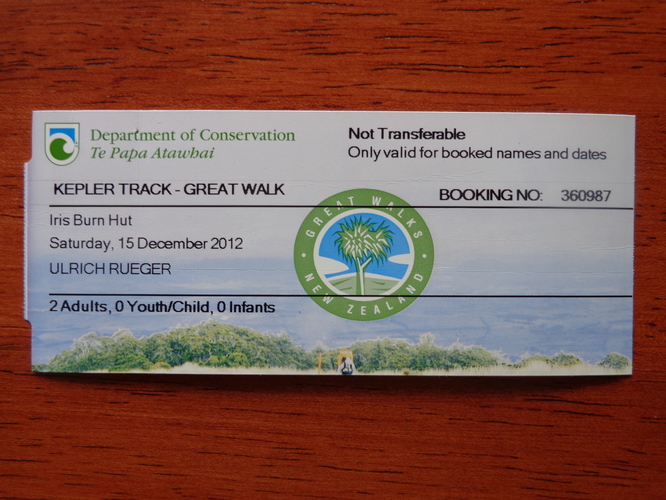 Department of Conservation
Te Papa Atawhai
Not Transferable
Only valid for booked names and dates
KEPLER TRACK - GREAT WALK
BOOKING NO: 360987
Iris Burn Hut
Saturday, 15 December 2012
ULRICH RUEGER
GREAT WALKS
NEW ZEALAND
2 Adults, 0 Youth/Child, 0 Infants